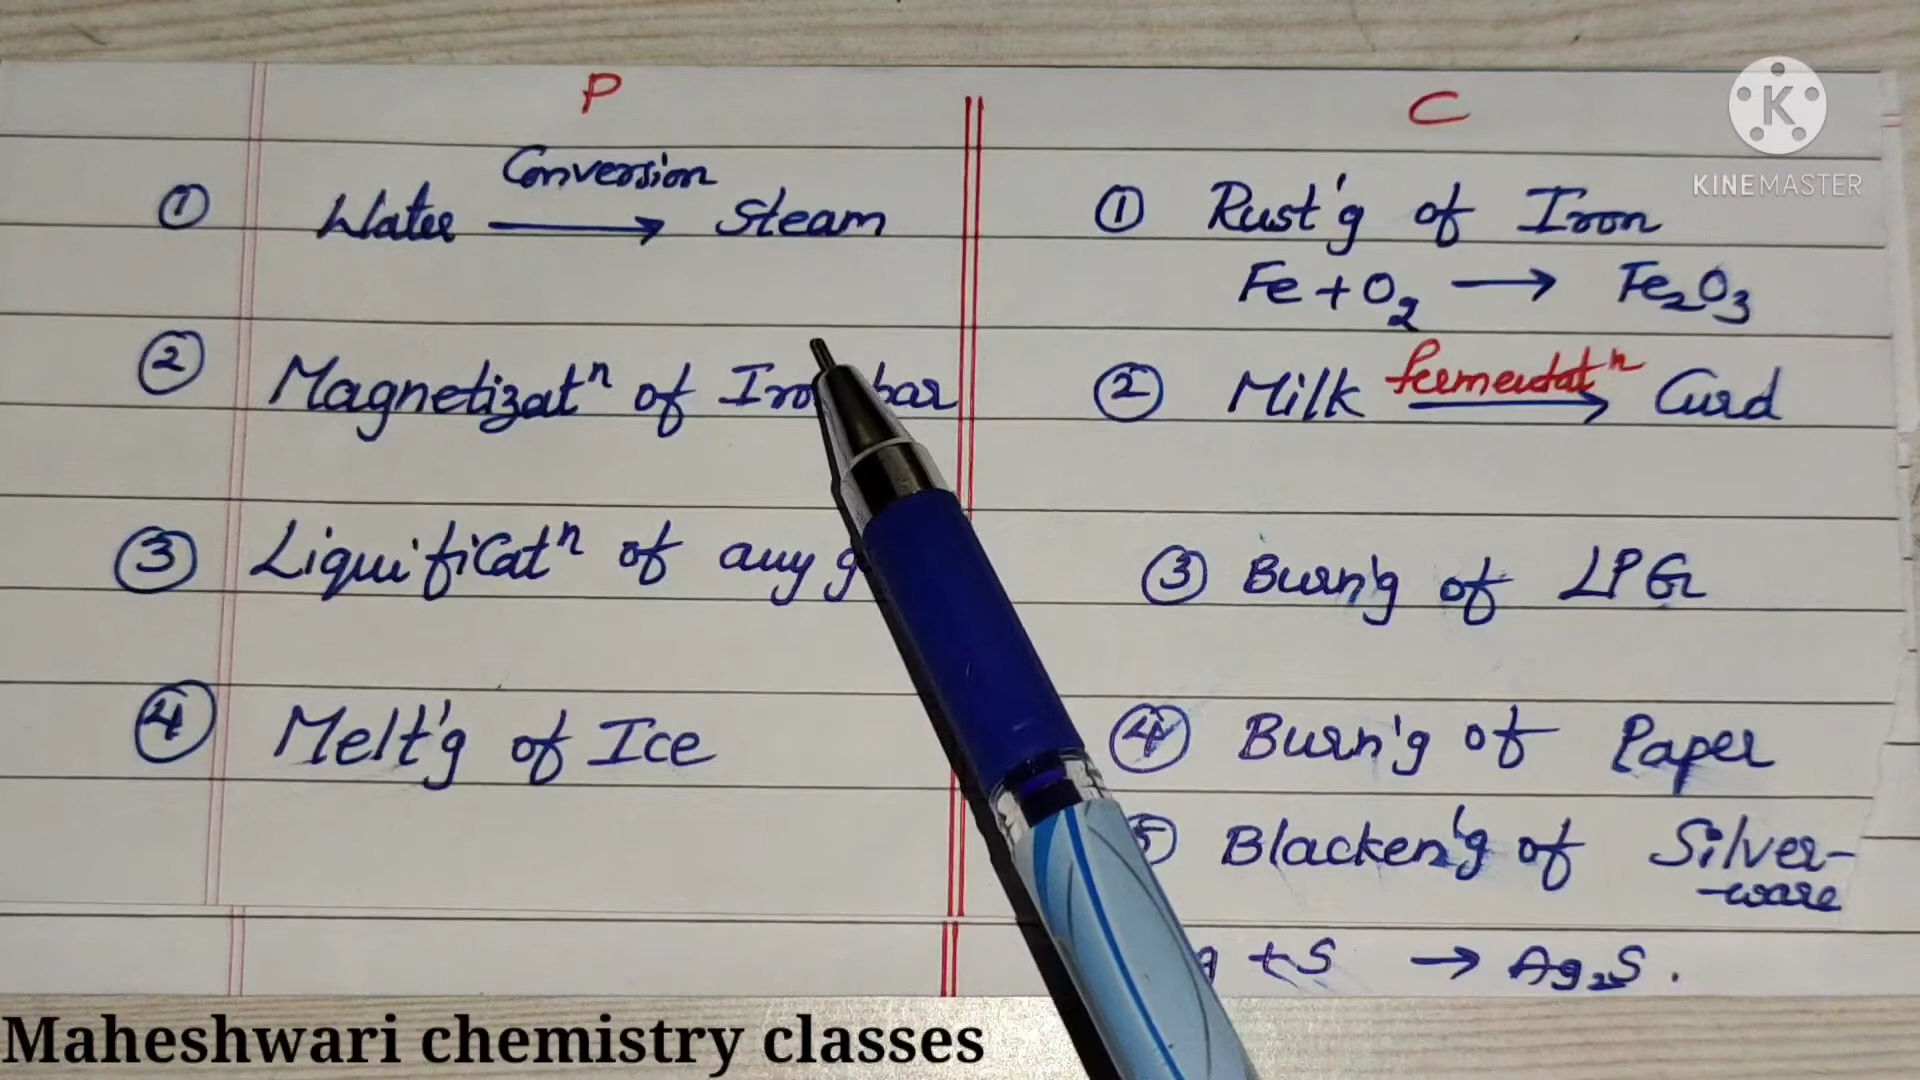 P
① Water Conversion → Steam
② Magnetizatⁿ of Iron bar
③ Liquificatⁿ of any
④ Melt'g of Ice
C
① Rust'g of Iron
Fe + O₂ → Fe₂O₃
② Milk fermentatⁿ → Curd
③ Burn'g of LPG
④ Burn'g of Paper
⑤ Blacken'g of Silver-
-ware
+ S → Ag₂S .
KINEMASTER
Maheshwari chemistry classes